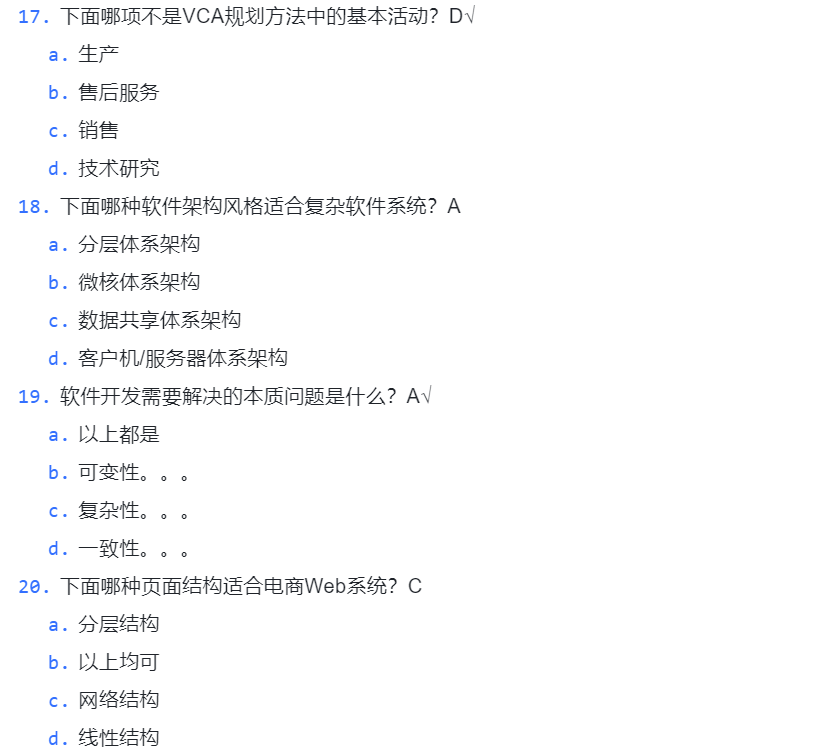 17. 下面哪项不是VCA规划方法中的基本活动？D√
a. 生产
b. 售后服务
c. 销售
d. 技术研究
18. 下面哪种软件架构风格适合复杂软件系统？A
a. 分层体系架构
b. 微核体系架构
c. 数据共享体系架构
d. 客户机/服务器体系架构
19. 软件开发需要解决的本质问题是什么？A√
a. 以上都是
b. 可变性。。。
c. 复杂性。。。
d. 一致性。。。
20. 下面哪种页面结构适合电商Web系统？C
a. 分层结构
b. 以上均可
c. 网络结构
d. 线性结构